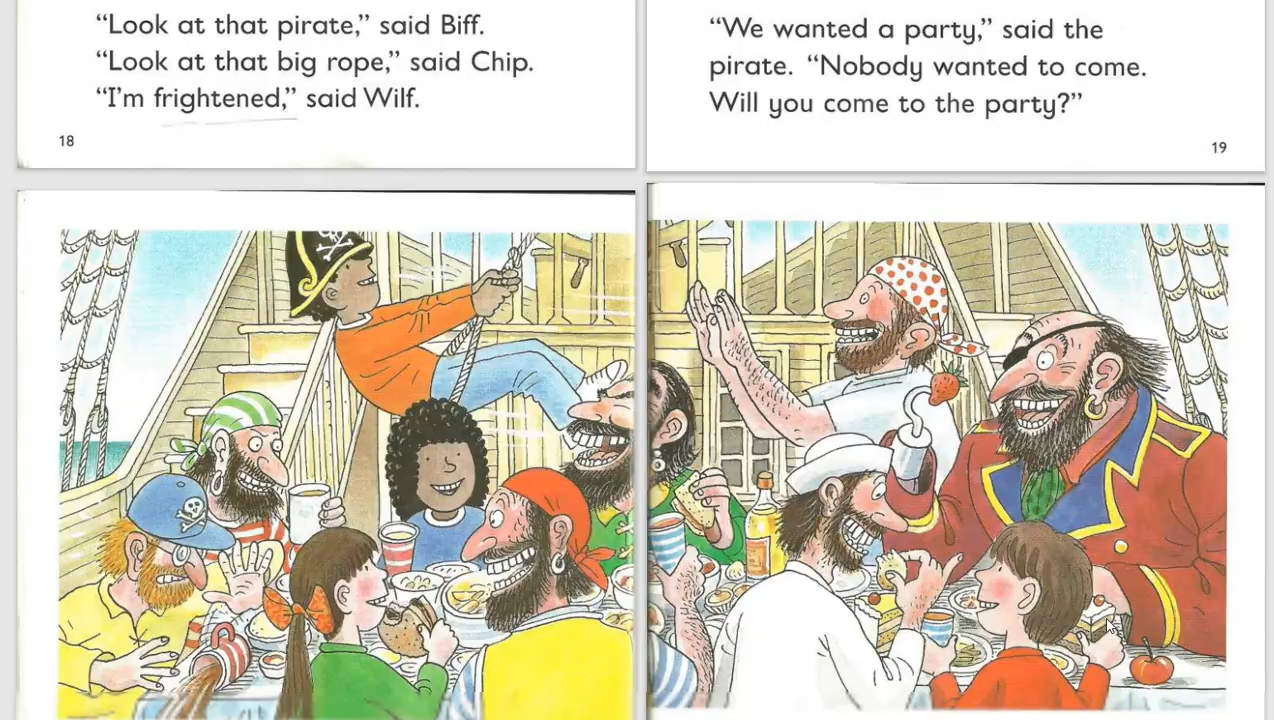 “Look at that pirate,” said Biff.
“Look at that big rope,” said Chip.
“I’m frightened,” said Wilf.
18
“We wanted a party,” said the
pirate. “Nobody wanted to come.
Will you come to the party?”
19